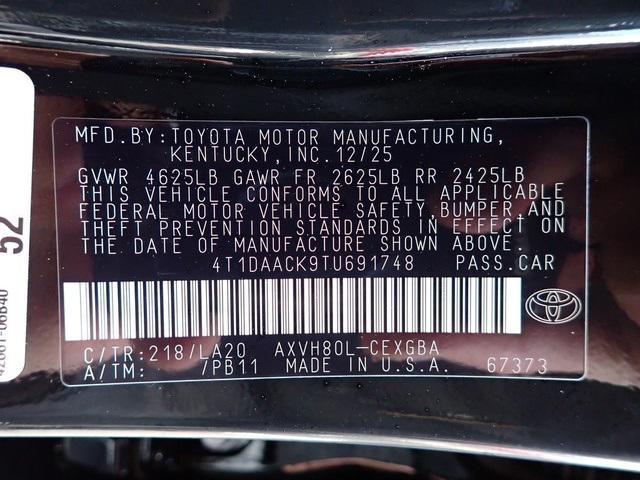 MFD.BY:TOYOTA MOTOR MANUFACTURING,
KENTUCKY,INC.12/25
GVWR 4625LB GAWR FR 2625LB RR 2425LB
THIS VEHICLE CONFORMS TO ALL APPLICABLE
FEDERAL MOTOR VEHICLE SAFETY,BUMPER,AND
THEFT PREVENTION STANDARDS IN EFFECT ON
THE DATE OF MANUFACTURE SHOWN ABOVE.
4T1DAACK9TU691748 PASS.CAR
C/TR:218/LA20 AXVH80L-CEXGBA
A/TM: /PB11 MADE IN U.S.A. 67373
52